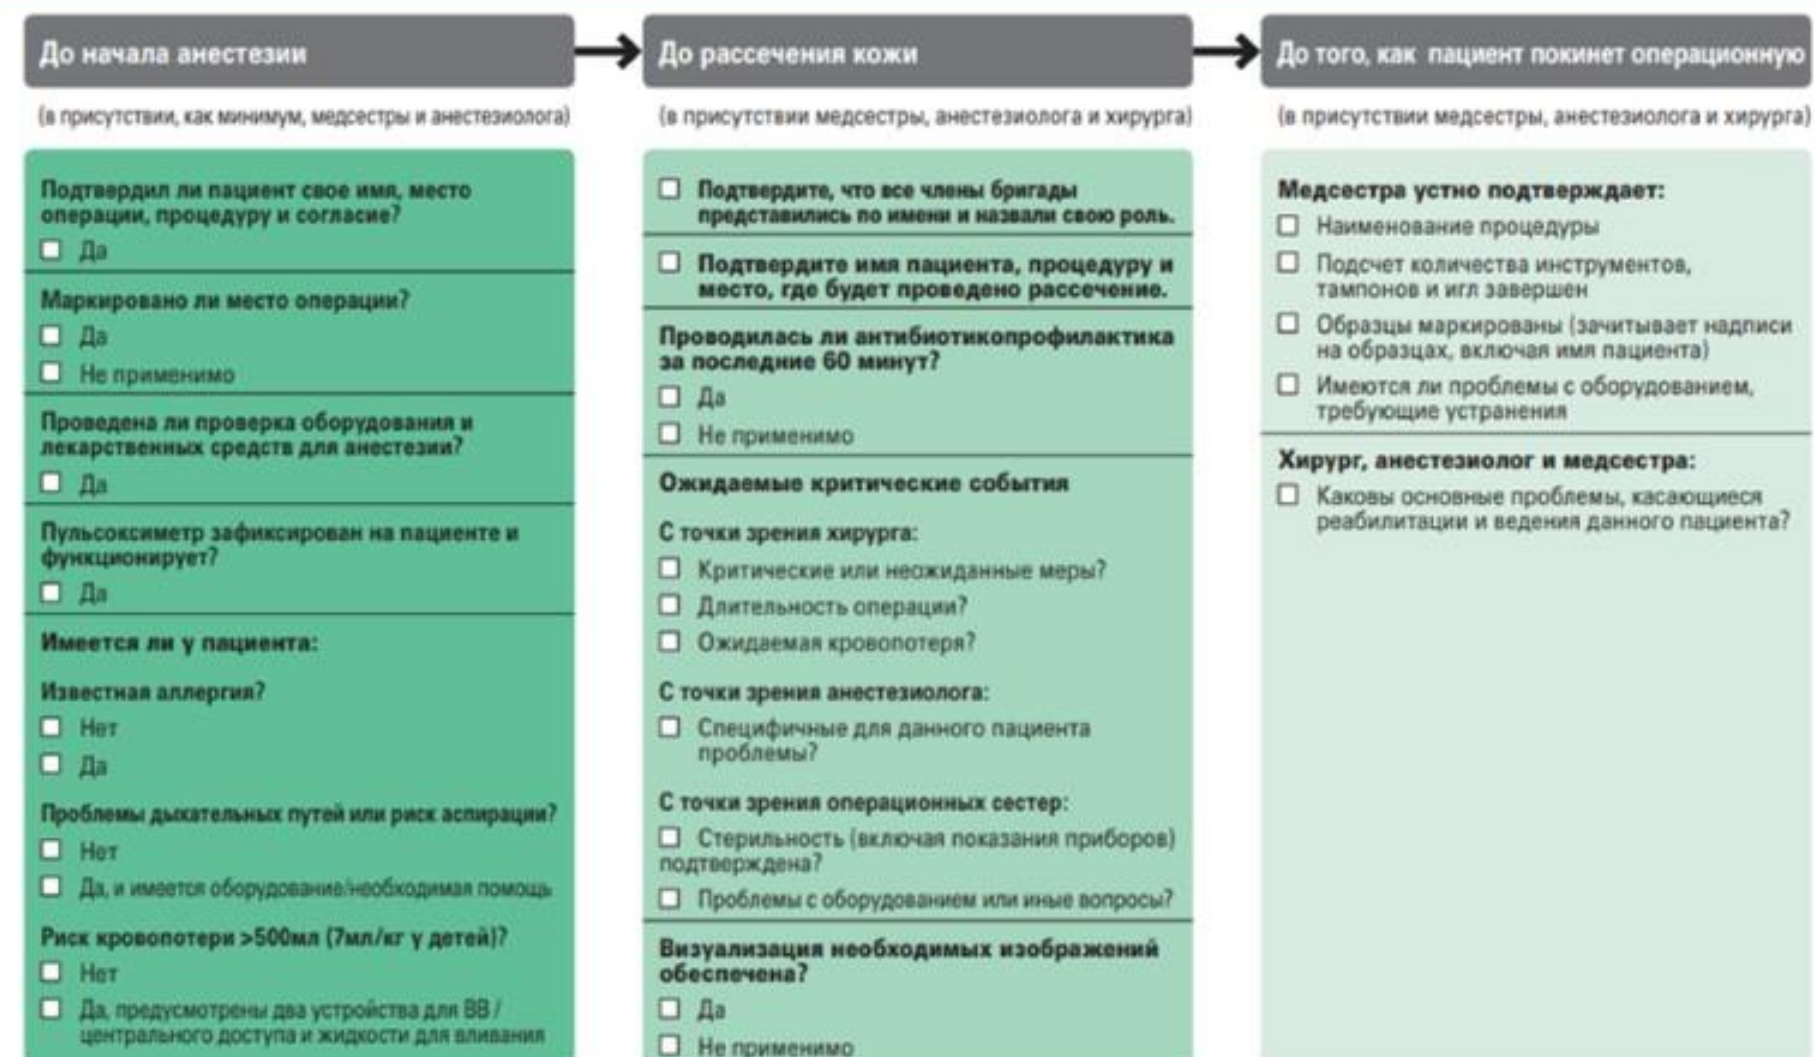 До начала анестезии
(в присутствии, как минимум, медсестры и анестезиолога)
Подтвердил ли пациент свое имя, место
операции, процедуру и согласие?
Да
Маркировано ли место операции?
Да
Не применимо
Проведена ли проверка оборудования и
лекарственных средств для анестезии?
Да
Пульсоксиметр зафиксирован на пациенте и
функционирует?
Да
Имеется ли у пациента:
Известная аллергия?
Нет
Да
Проблемы дыхательных путей или риск аспирации?
Нет
Да, и имеется оборудование/необходимая помощь
Риск кровопотери >500мл (7мл/кг у детей)?
Нет
Да, предусмотрены два устройства для ВВ /
центрального доступа и жидкости для вливания
До рассечения кожи
(в присутствии медсестры, анестезиолога и хирурга)
Подтвердите, что все члены бригады
представились по имени и назвали свою роль.
Подтвердите имя пациента, процедуру и
место, где будет проведено рассечение.
Проводилась ли антибиотикопрофилактика
за последние 60 минут?
Да
Не применимо
Ожидаемые критические события
С точки зрения хирурга:
Критические или неожиданные меры?
Длительность операции?
Ожидаемая кровопотеря?
С точки зрения анестезиолога:
Специфичные для данного пациента
проблемы?
С точки зрения операционных сестер:
Стерильность (включая показания приборов)
подтверждена?
Проблемы с оборудованием или иные вопросы?
Визуализация необходимых изображений
обеспечена?
Да
Не применимо
До того, как пациент покинет операционную
(в присутствии медсестры, анестезиолога и хирурга)
Медсестра устно подтверждает:
Наименование процедуры
Подсчет количества инструментов,
тампонов и игл завершен
Образцы маркированы (зачитывает надписи
на образцах, включая имя пациента)
Имеются ли проблемы с оборудованием,
требующие устранения
Хирург, анестезиолог и медсестра:
Каковы основные проблемы, касающиеся
реабилитации и ведения данного пациента?